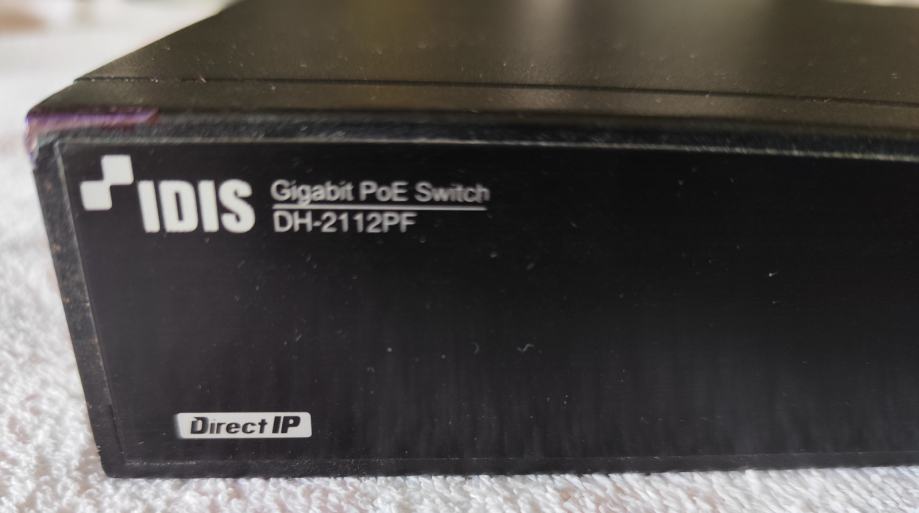 IDIS
Gigabit PoE Switch
DH-2112PF
Direct IP